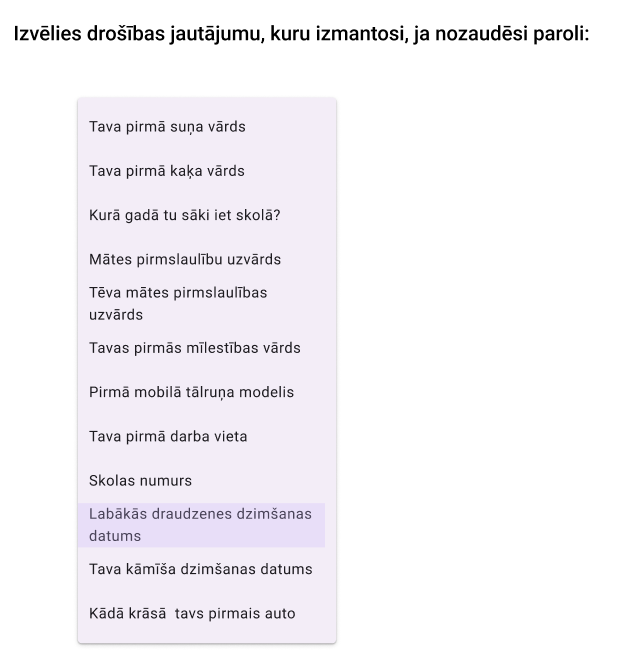 Izvēlies drošības jautājumu, kuru izmantosi, ja nozaudēsi paroli:
Tava pirmā suņa vārds
Tava pirmā kaķa vārds
Kurā gadā tu sāki iet skolā?
Mātes pirmslaulību uzvārds
Tēva mātes pirmslaulības
uzvārds
Tavas pirmās mīlestības vārds
Pirmā mobilā tālruņa modelis
Tava pirmā darba vieta
Skolas numurs
Labākās draudzenes dzimšanas
datums
Tava kāmīša dzimšanas datums
Kādā krāsā  tavs pirmais auto